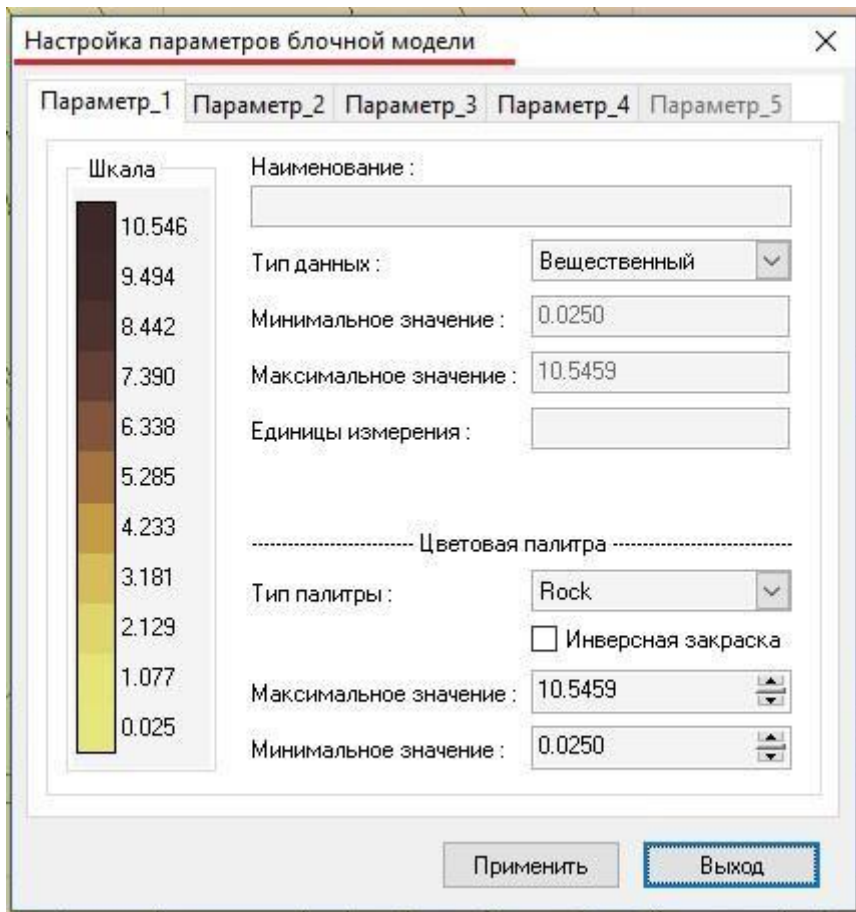 Настройка параметров блочной модели
Параметр_1 Параметр_2 Параметр_3 Параметр_4 Параметр_5
Шкала
10.546
9.494
8.442
7.390
6.338
5.285
4.233
3.181
2.129
1.077
0.025
Наименование :
Тип данных : Вещественный
Минимальное значение : 0.0250
Максимальное значение : 10.5459
Единицы измерения :
Цветовая палитра
Тип палитры : Rock
Инверсная закраска
Максимальное значение : 10.5459
Минимальное значение : 0.0250
Применить Выход